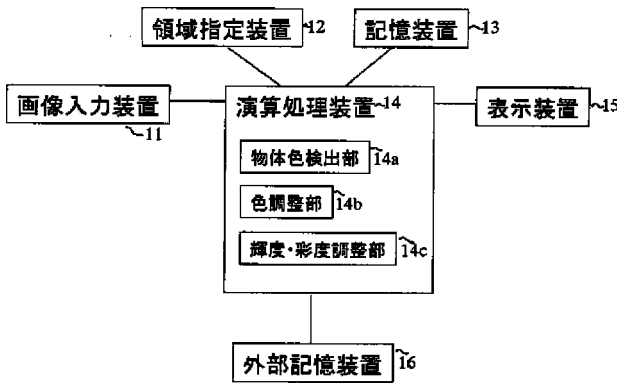 領域指定装置 12
記憶装置 13
画像入力装置 11
演算処理装置 14
表示装置 15
物体色検出部 14a
色調整部 14b
輝度・彩度調整部 14c
外部記憶装置 16